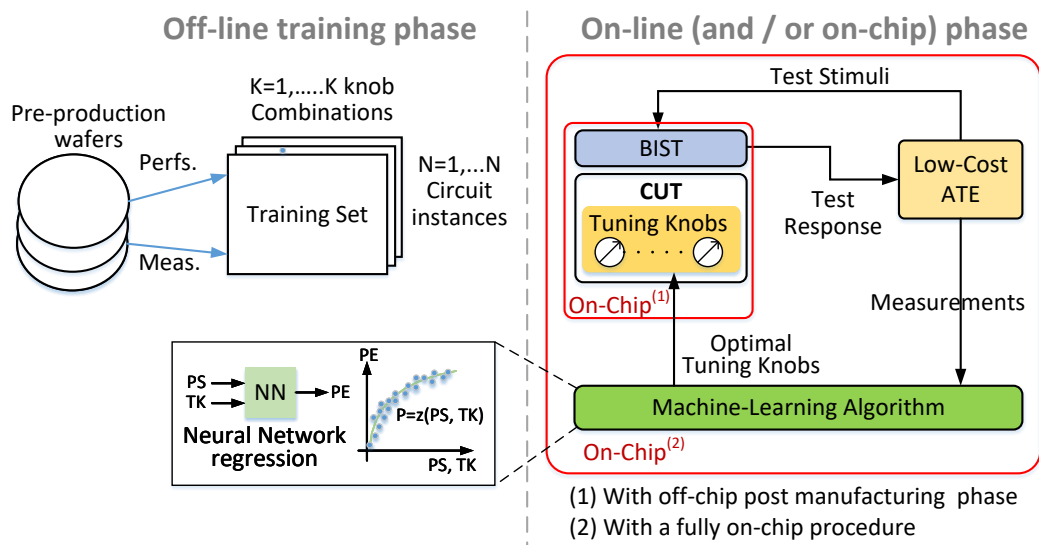 Off-line training phase
K=1,.....K knob
Combinations
Pre-production
wafers
Perfs.
Meas.
Training Set
N=1,...N
Circuit
instances
PS
TK
NN
PE
Neural Network
regression
PE
P=z(PS, TK)
PS, TK
On-line (and / or on-chip) phase
Test Stimuli
BIST
CUT
Tuning Knobs
On-Chip(1)
Test
Response
Low-Cost
ATE
Measurements
Optimal
Tuning Knobs
Machine-Learning Algorithm
On-Chip(2)
(1) With off-chip post manufacturing phase
(2) With a fully on-chip procedure